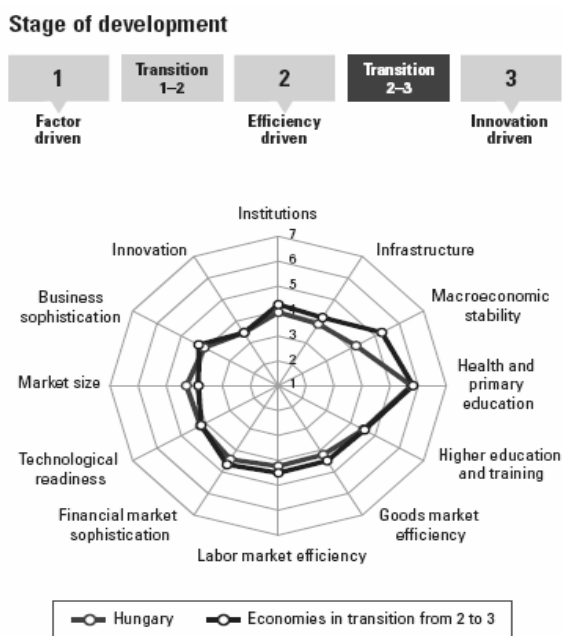 Stage of development
1
Transition
1–2
2
Transition
2–3
3
Factor
driven
Efficiency
driven
Innovation
driven
Institutions
7
6
5
4
3
2
1
Infrastructure
Macroeconomic
stability
Health and
primary
education
Higher education
and training
Goods market
efficiency
Labor market efficiency
Financial market
sophistication
Technological
readiness
Market size
Business
sophistication
Innovation
Hungary
Economies in transition from 2 to 3